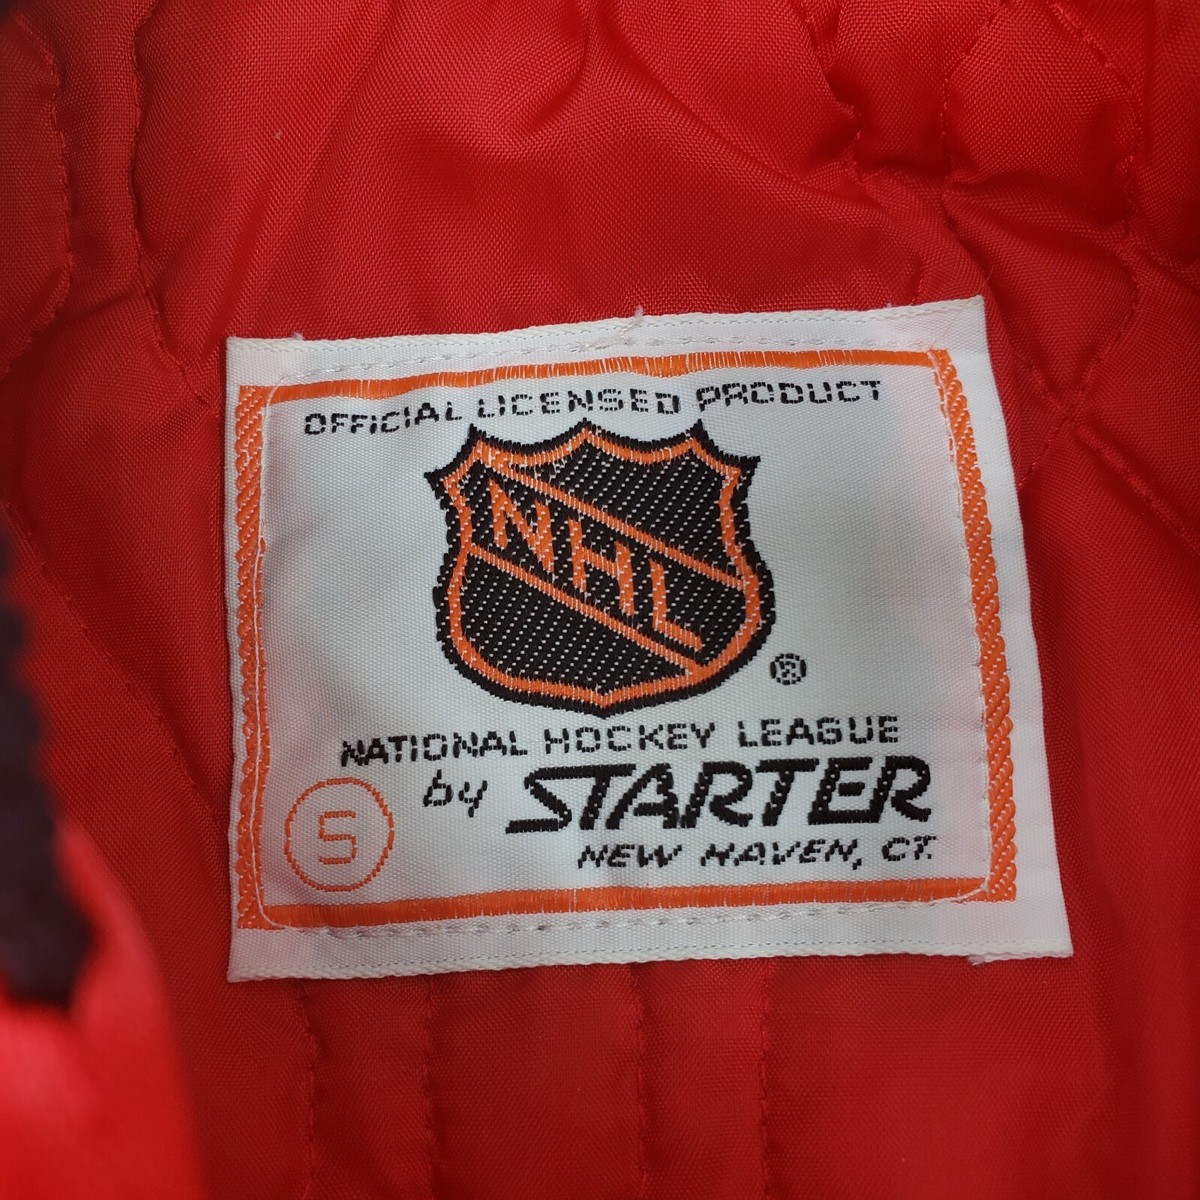 OFFICIAL LICENSED PRODUCT
NHL
®
NATIONAL HOCKEY LEAGUE
by STARTER
S
NEW HAVEN, CT.